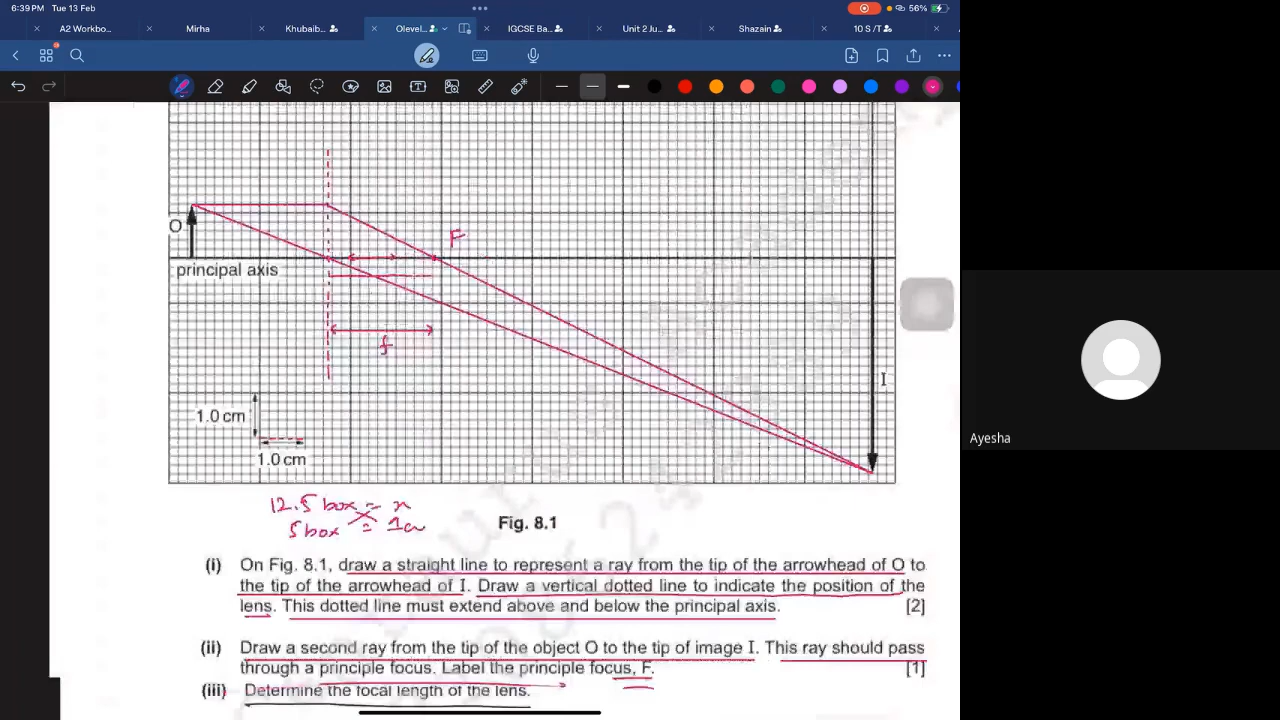 6:39 PM Tue 13 Feb 56%
A2 Workbo... Mirha Khubaib... Olevel... IGCSE Ba... Unit 2 Ju... Shazain... 10 S /T
O
F
principal axis
f
I
1.0 cm
1.0 cm
Ayesha
12.5 box = x
5 box = 1cm
Fig. 8.1
(i) On Fig. 8.1, draw a straight line to represent a ray from the tip of the arrowhead of O to
the tip of the arrowhead of I. Draw a vertical dotted line to indicate the position of the
lens. This dotted line must extend above and below the principal axis. [2]
(ii) Draw a second ray from the tip of the object O to the tip of image I. This ray should pass
through a principle focus. Label the principle focus, F. [1]
(iii) Determine the focal length of the lens.